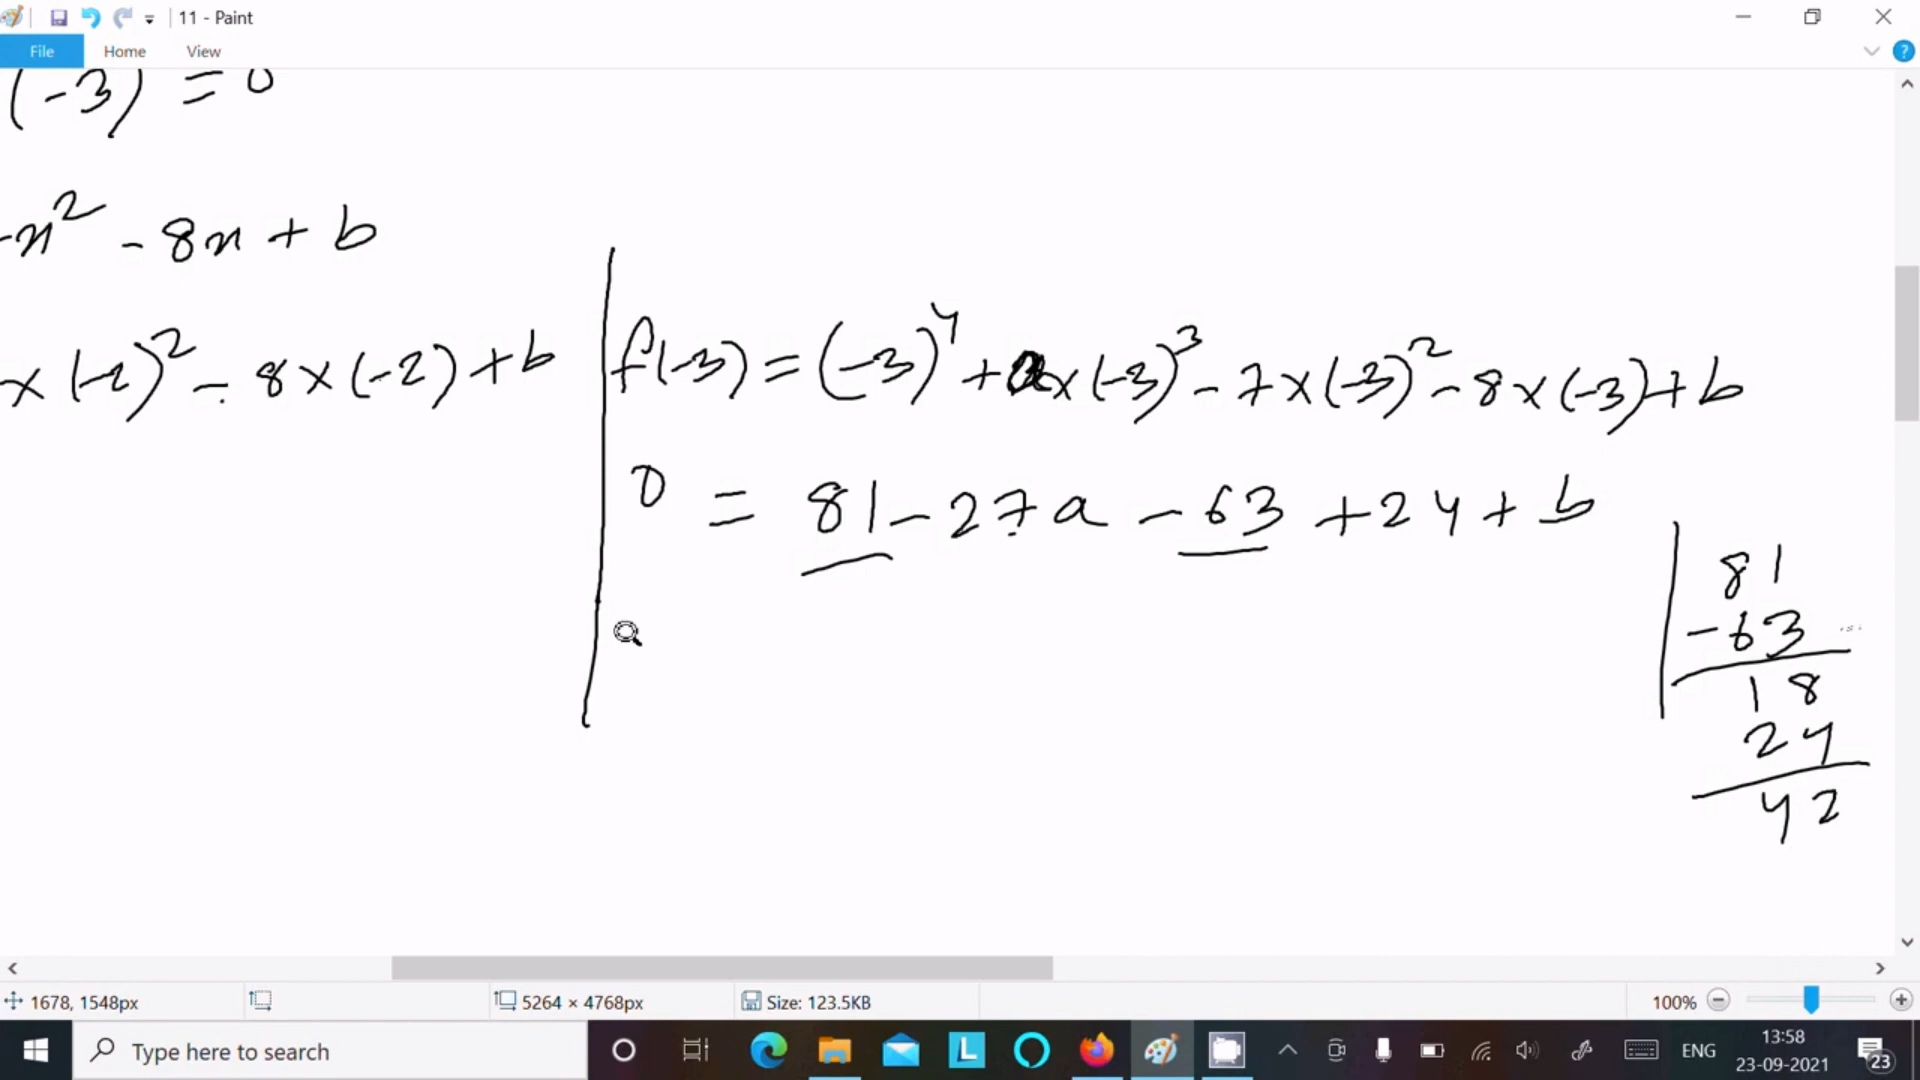 11 - Paint
File Home View
(-3) = 0
x² - 8x + b
x (-2)² - 8 x (-2) + b
f(-3) = (-3)⁴ + a x (-3)³ - 7 x (-3)² - 8 x (-3) + b
0 = 81 - 27a - 63 + 24 + b
81
-63
18
24
42
1678, 1548px 5264 × 4768px Size: 123.5KB 100%
Type here to search
ENG
13:58
23-09-2021
23